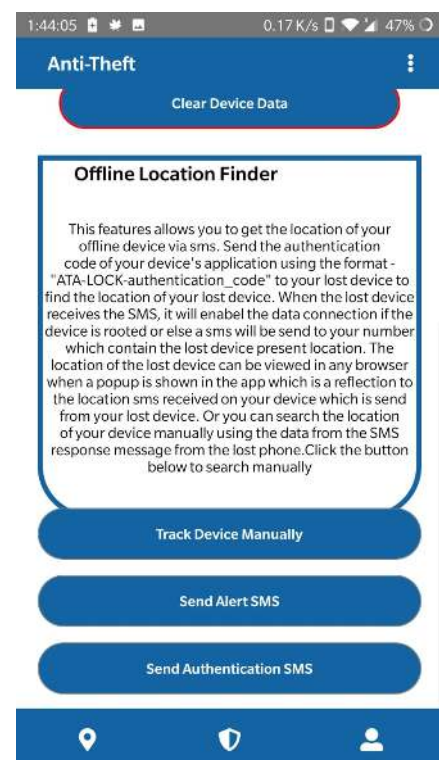 1:44:05 0.17 K/s 47%
Anti-Theft
Clear Device Data
Offline Location Finder
This features allows you to get the location of your
offline device via sms. Send the authentication
code of your device's application using the format -
"ATA-LOCK-authentication_code" to your lost device to
find the location of your lost device. When the lost device
receives the SMS, it will enabel the data connection if the
device is rooted or else a sms will be send to your number
which contain the lost device present location. The
location of the lost device can be viewed in any browser
when a popup is shown in the app which is a reflection to
the location sms received on your device which is send
from your lost device. Or you can search the location
of your device manually using the data from the SMS
response message from the lost phone.Click the button
below to search manually
Track Device Manually
Send Alert SMS
Send Authentication SMS